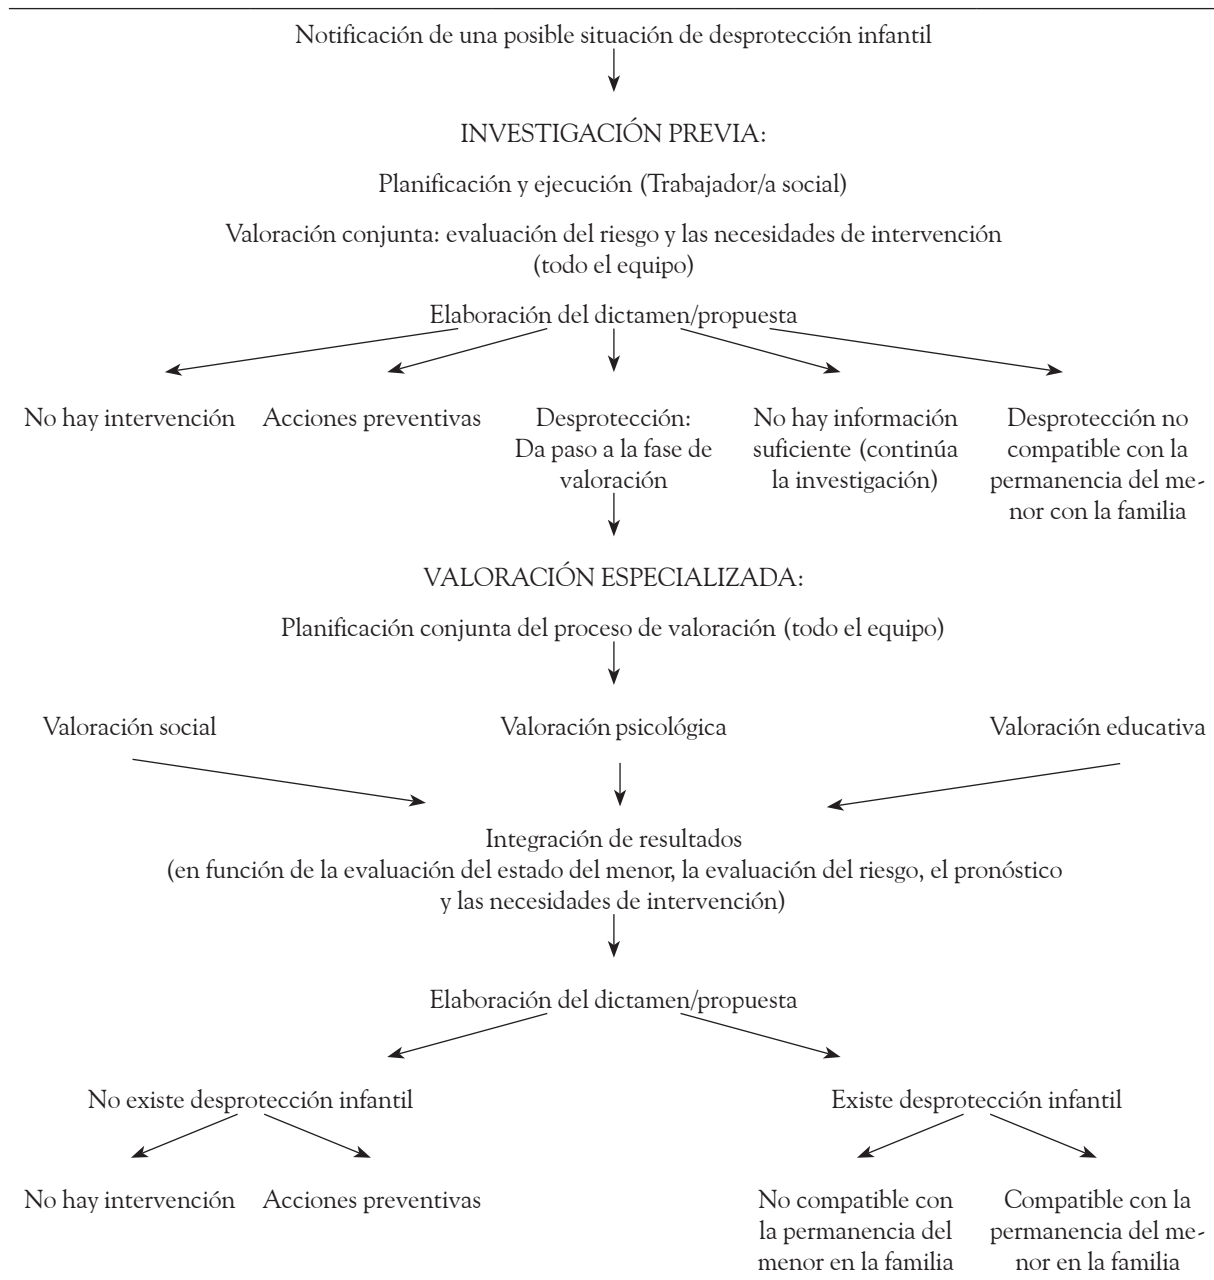 Notificación de una posible situación de desprotección infantil
INVESTIGACIÓN PREVIA:
Planificación y ejecución (Trabajador/a social)
Valoración conjunta: evaluación del riesgo y las necesidades de intervención
(todo el equipo)
Elaboración del dictamen/propuesta
No hay intervención
Acciones preventivas
Desprotección:
Da paso a la fase de
valoración
No hay información
suficiente (continúa
la investigación)
Desprotección no
compatible con la
permanencia del me-
nor con la familia
VALORACIÓN ESPECIALIZADA:
Planificación conjunta del proceso de valoración (todo el equipo)
Valoración social
Valoración psicológica
Valoración educativa
Integración de resultados
(en función de la evaluación del estado del menor, la evaluación del riesgo, el pronóstico
y las necesidades de intervención)
Elaboración del dictamen/propuesta
No existe desprotección infantil
Existe desprotección infantil
No hay intervención
Acciones preventivas
No compatible con
la permanencia del
menor en la familia
Compatible con la
permanencia del me-
nor en la familia